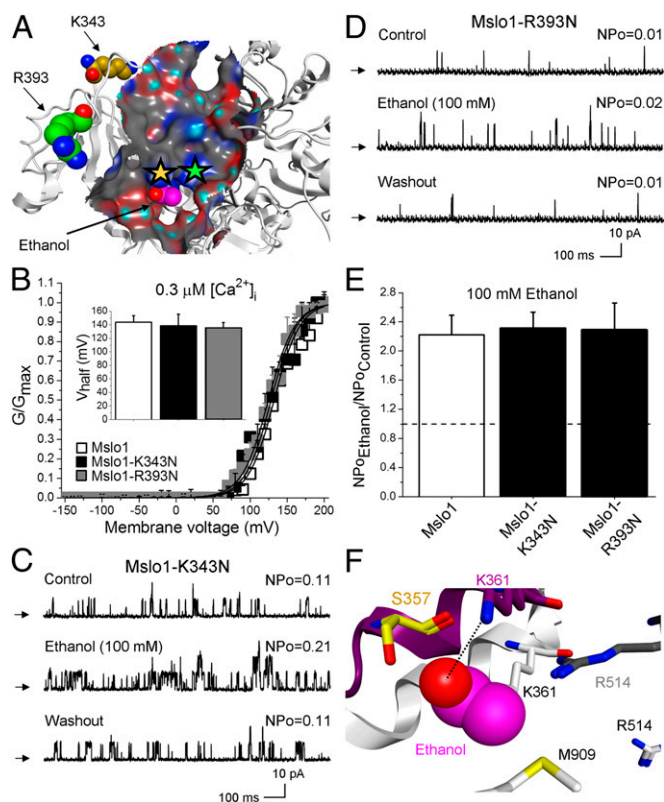 A
K343
R393
Ethanol
B
0.3 μM [Ca²⁺]ᵢ
G/Gmax
1.0
0.9
0.8
0.7
0.6
0.5
0.4
0.3
0.2
0.1
0.0
Vhalf (mV)
160
140
120
100
80
60
40
20
0
Mslo1
Mslo1-K343N
Mslo1-R393N
-150 -100 -50 0 50 100 150 200
Membrane voltage (mV)
C
Mslo1-K343N
Control NPo=0.11
Ethanol (100 mM) NPo=0.21
Washout NPo=0.11
10 pA
100 ms
D
Mslo1-R393N
Control NPo=0.01
Ethanol (100 mM) NPo=0.02
Washout NPo=0.01
10 pA
100 ms
E
100 mM Ethanol
NPoEthanol/NPoControl
2.8
2.4
2.0
1.6
1.2
0.8
0.4
0.0
Mslo1
Mslo1-K343N
Mslo1-R393N
F
K361
S357
K361
R514
Ethanol
R514
M909